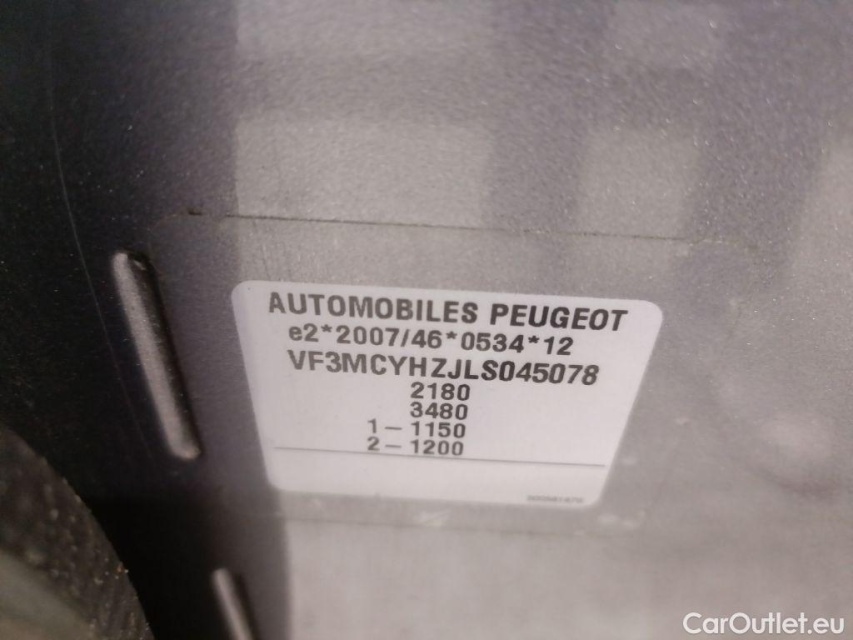 AUTOMOBILES PEUGEOT
e2*2007/46*0534*12
VF3MCYHZJLS045078
2180
3480
1-1150
2-1200
CarOutlet.eu